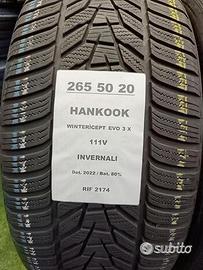 265 50 20
HANKOOK
WINTERICEPT EVO 3 X
111V
INVERNALI
Dot. 2022 / Bat. 80%
RIF 2174
subito